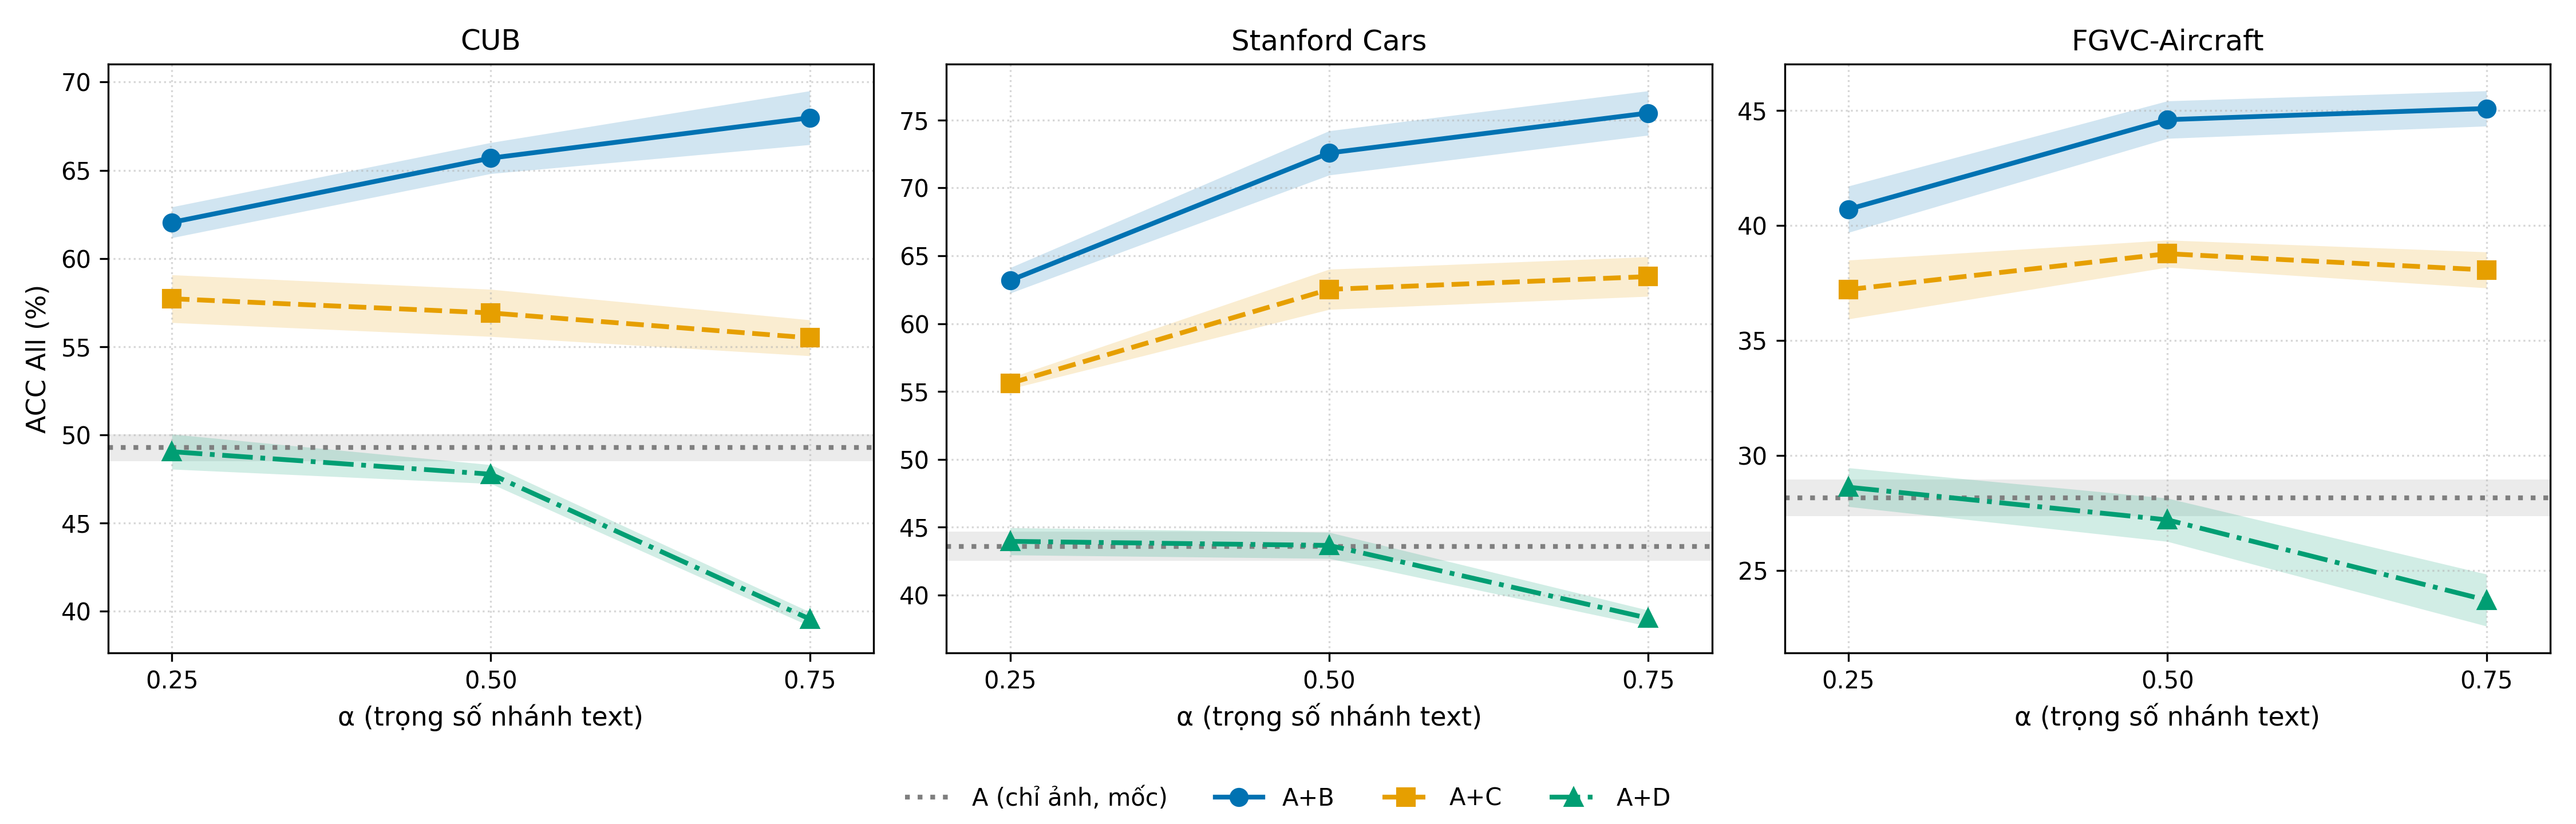 CUB
Stanford Cars
FGVC-Aircraft
ACC All (%)
70
65
60
55
50
45
40
0.25 0.50 0.75
α (trọng số nhánh text)
75
70
65
60
55
50
45
40
0.25 0.50 0.75
α (trọng số nhánh text)
45
40
35
30
25
0.25 0.50 0.75
α (trọng số nhánh text)
A (chỉ ảnh, mốc) A+B A+C A+D